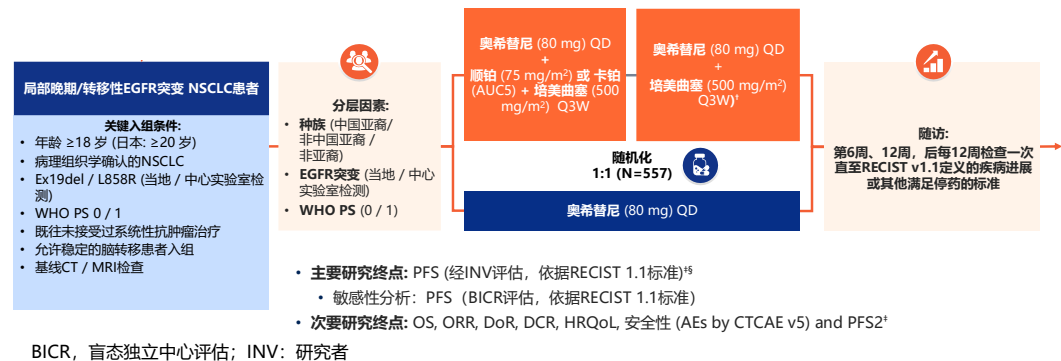 局部晚期/转移性EGFR突变 NSCLC患者
关键入组条件:
• 年龄 ≥18 岁 (日本: ≥20 岁)
• 病理组织学确认的NSCLC
• Ex19del / L858R (当地 / 中心实验室检
测)
• WHO PS 0 / 1
• 既往未接受过系统性抗肿瘤治疗
• 允许稳定的脑转移患者入组
• 基线CT / MRI检查
分层因素:
• 种族 (中国亚裔/
非中国亚裔 /
非亚裔)
• EGFR突变 (当地 / 中心
实验室检测)
• WHO PS (0 / 1)
奥希替尼 (80 mg) QD
+
顺铂 (75 mg/m²) 或 卡铂
(AUC5) + 培美曲塞 (500
mg/m²) Q3W
奥希替尼 (80 mg) QD
+
培美曲塞 (500 mg/m²)
Q3W)†
随机化
1:1 (N=557)
奥希替尼 (80 mg) QD
随访:
第6周、12周，后每12周检查一次
直至RECIST v1.1定义的疾病进展
或其他满足停药的标准
• 主要研究终点: PFS (经INV评估，依据RECIST 1.1标准)‡§
• 敏感性分析：PFS（BICR评估，依据RECIST 1.1标准）
• 次要研究终点: OS, ORR, DoR, DCR, HRQoL, 安全性 (AEs by CTCAE v5) and PFS2‡
BICR，盲态独立中心评估；INV：研究者